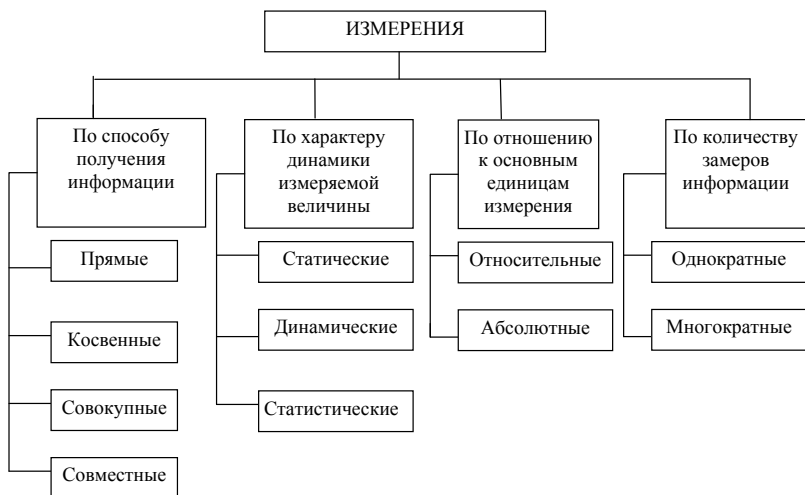 ИЗМЕРЕНИЯ
По способу
получения
информации
Прямые
Косвенные
Совокупные
Совместные
По характеру
динамики
измеряемой
величины
Статические
Динамические
Статистические
По отношению
к основным
единицам
измерения
Относительные
Абсолютные
По количеству
замеров
информации
Однократные
Многократные